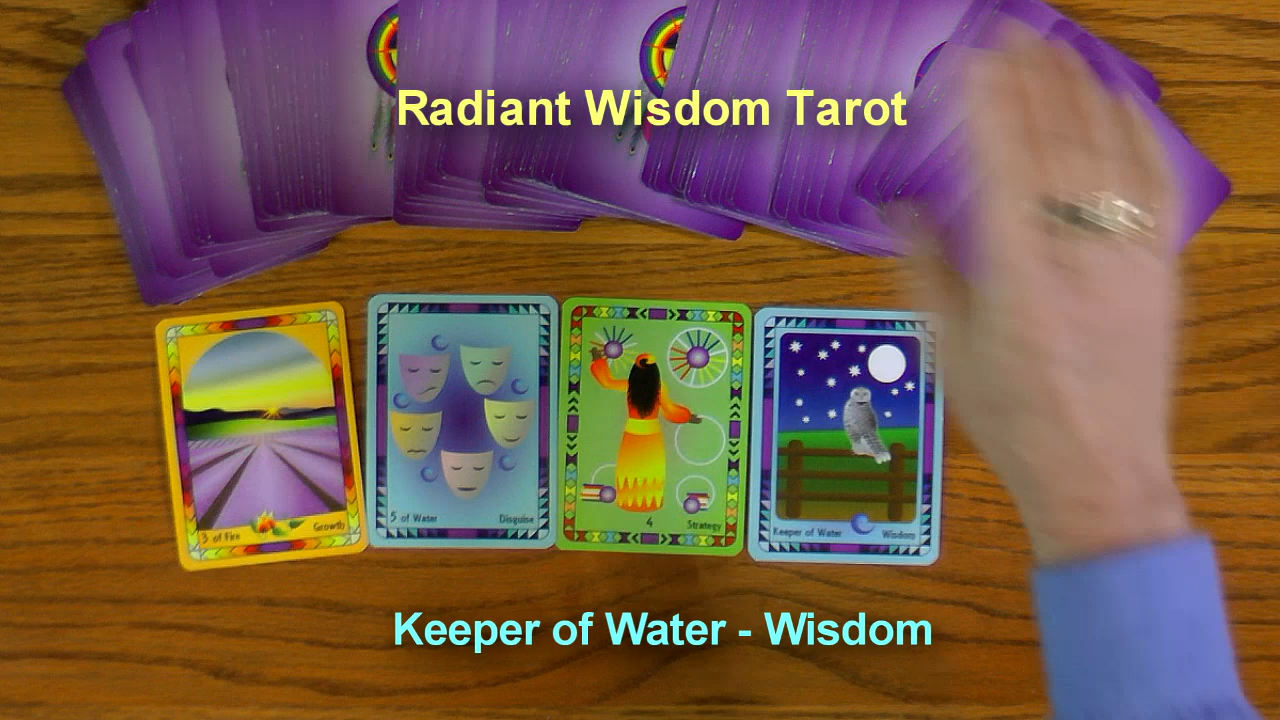 Radiant Wisdom Tarot
3 of Fire Growth
5 of Water Disguise
4 Strategy
Keeper of Water Wisdom
Keeper of Water - Wisdom